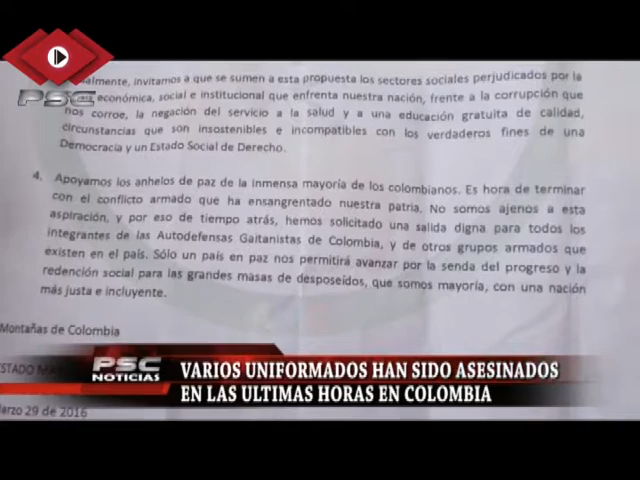 almente, invitamos a que se sumen a esta propuesta los sectores sociales perjudicados por la
económica, social e institucional que enfrenta nuestra nación, frente a la corrupción que
nos corroe, la negación del servicio a la salud y a una educación gratuita de calidad,
circunstancias que son insostenibles e incompatibles con los verdaderos fines de una
Democracia y un Estado Social de Derecho.
PSC
4. Apoyamos los anhelos de paz de la inmensa mayoría de los colombianos. Es hora de terminar
con el conflicto armado que ha ensangrentado nuestra patria. No somos ajenos a esta
aspiración, y por eso de tiempo atrás, hemos solicitado una salida digna para todos los
integrantes de las Autodefensas Gaitanistas de Colombia, y de otros grupos armados que
existen en el país. Sólo un país en paz nos permitirá avanzar por la senda del progreso y la
redención social para las grandes masas de desposeídos, que somos mayoría, con una nación
más justa e incluyente.
Montañas de Colombia
ESTADO MA
arzo 29 de 2016
PSC
NOTICIAS
VARIOS UNIFORMADOS HAN SIDO ASESINADOS
EN LAS ULTIMAS HORAS EN COLOMBIA